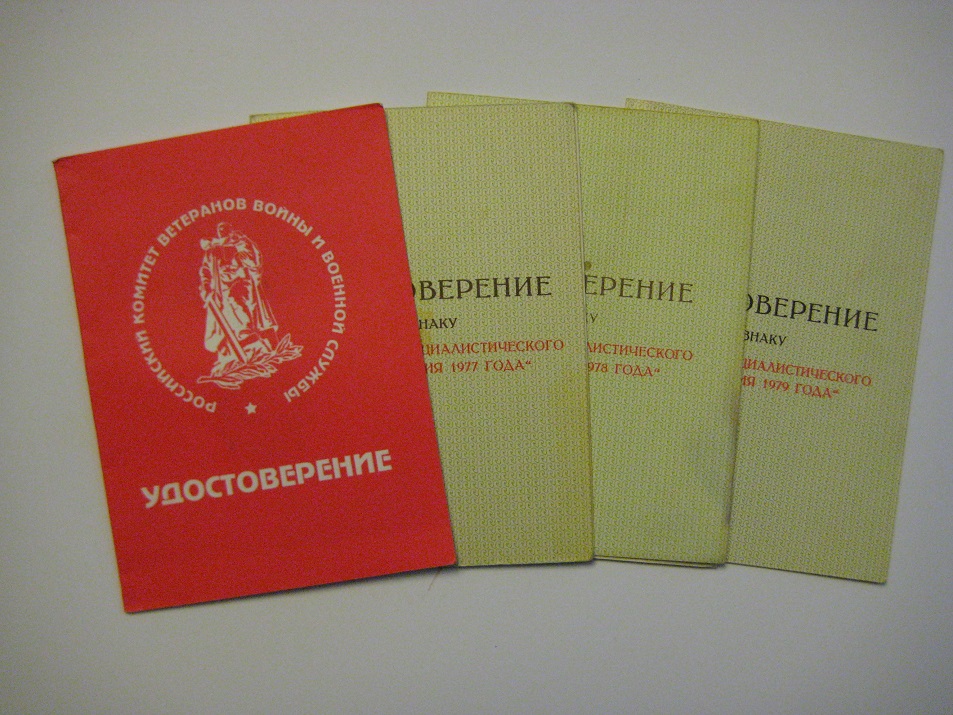 РОССИЙСКИЙ КОМИТЕТ ВЕТЕРАНОВ ВОЙНЫ И ВОЕННОЙ СЛУЖБЫ
УДОСТОВЕРЕНИЕ
ОВЕРЕНИЕ
ЗНАКУ
ЦИАЛИСТИЧЕСКОГО
ИЯ 1977 ГОДА“
ЕРЕНИЕ
У
ЛИСТИЧЕСКОГО
978 ГОДА“
ОВЕРЕНИЕ
ЗНАКУ
ЦИАЛИСТИЧЕСКОГО
ИЯ 1979 ГОДА“